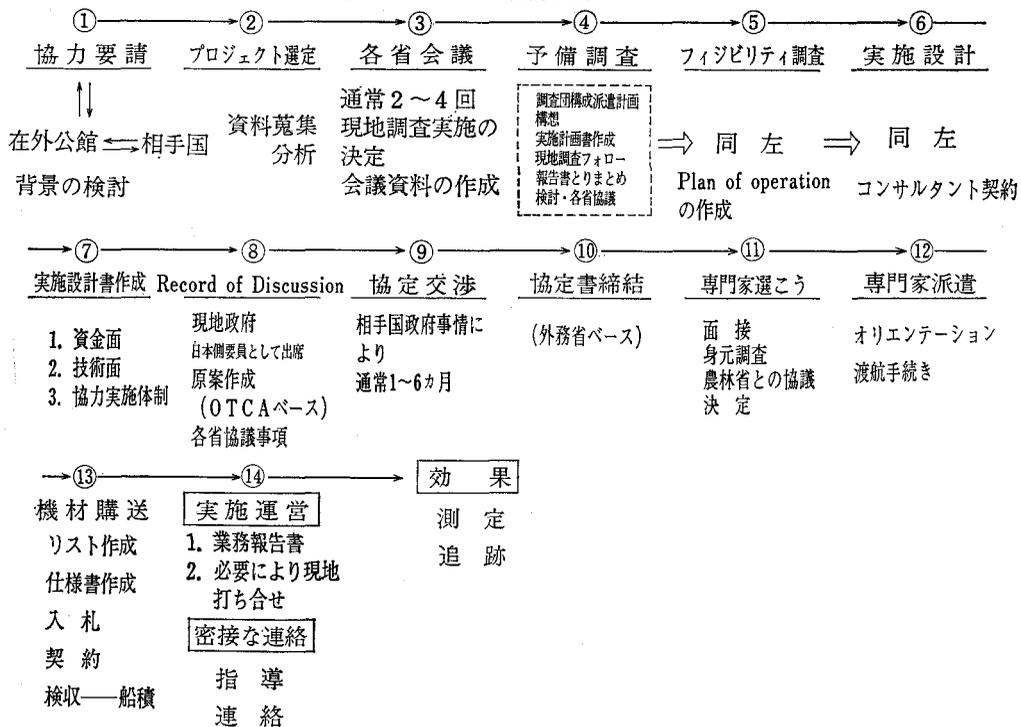 ① ② ③ ④ ⑤ ⑥
協力要請 プロジェクト選定 各省会議 予備調査 フィジビリティ調査 実施設計
在外公館 相手国
背景の検討
資料蒐集
分析
通常2～4回
現地調査実施の
決定
会議資料の作成
調査団構成派遣計画
構想
実施計画書作成
現地調査フォロー
報告書とりまとめ
検討・各省協議
同左
Plan of operation
の作成
同左
コンサルタント契約
⑦ ⑧ ⑨ ⑩ ⑪ ⑫
実施設計書作成 Record of Discussion 協定交渉 協定書締結 専門家選こう 専門家派遣
1. 資金面
2. 技術面
3. 協力実施体制
現地政府
日本側要員として出席
原案作成
(OTCAベース)
各省協議事項
相手国政府事情に
より
通常1～6ヵ月
(外務省ベース)
面接
身元調査
農林省との協議
決定
オリエンテーション
渡航手続き
⑬ ⑭
機材購送 実施運営 効果
リスト作成
仕様書作成
入札
契約
検収──船積
1. 業務報告書
2. 必要により現地
打ち合せ
密接な連絡
指導
連絡
測定
追跡